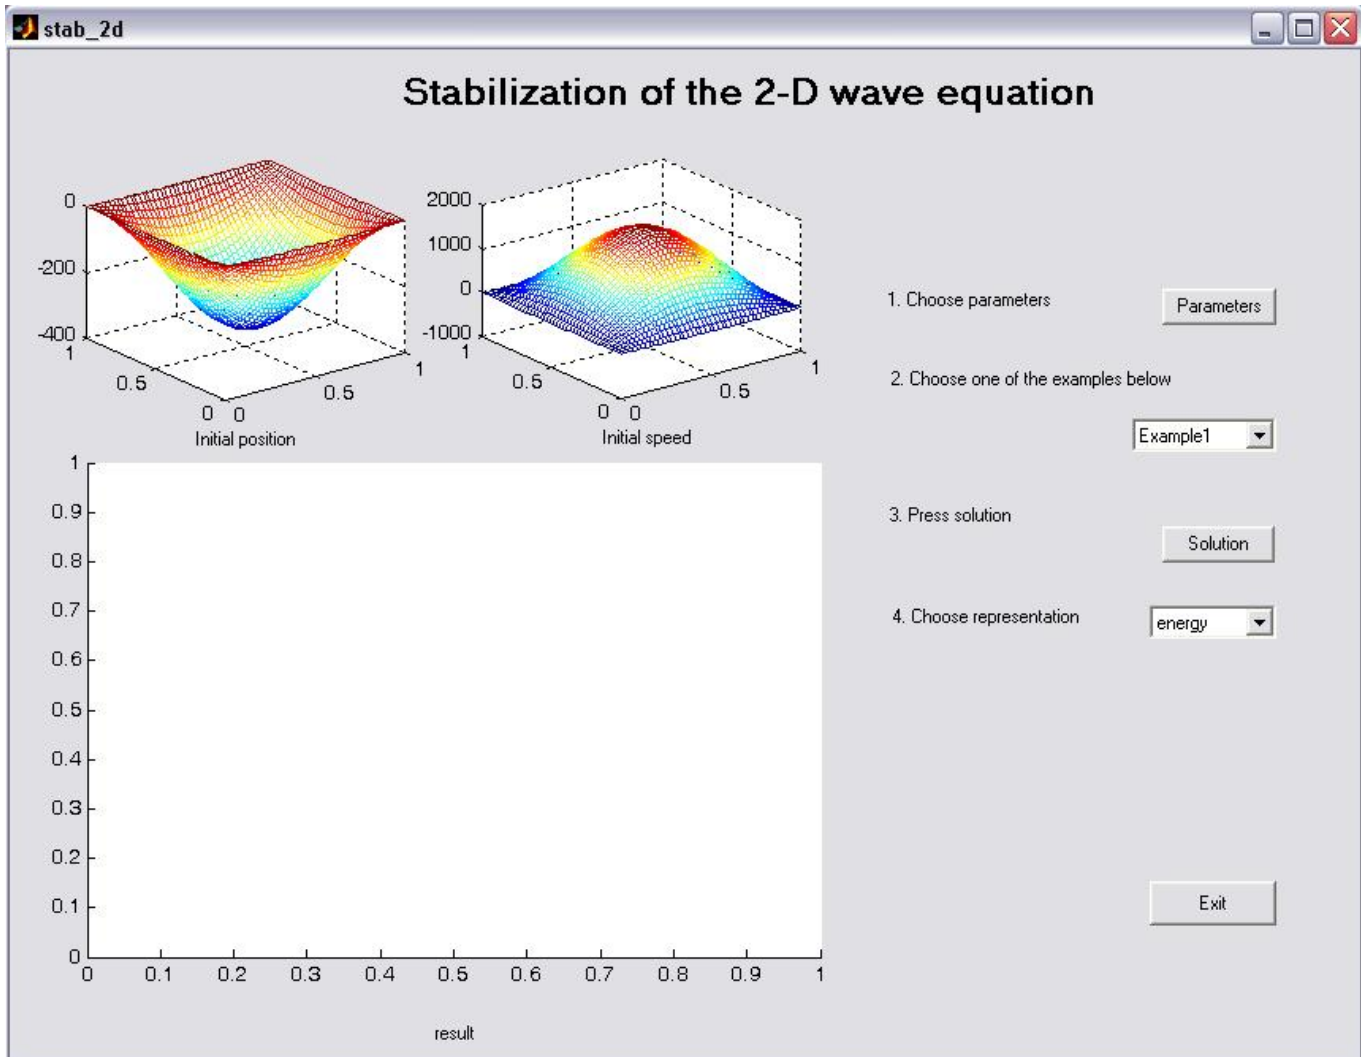 stab_2d
Stabilization of the 2-D wave equation
0
-200
-400
1
0.5
0
0
0.5
1
Initial position
2000
1000
0
-1000
1
0.5
0
0
0.5
1
Initial speed
1. Choose parameters
Parameters
2. Choose one of the examples below
Example1
3. Press solution
Solution
4. Choose representation
energy
Exit
1
0.9
0.8
0.7
0.6
0.5
0.4
0.3
0.2
0.1
0
0 0.1 0.2 0.3 0.4 0.5 0.6 0.7 0.8 0.9 1
result